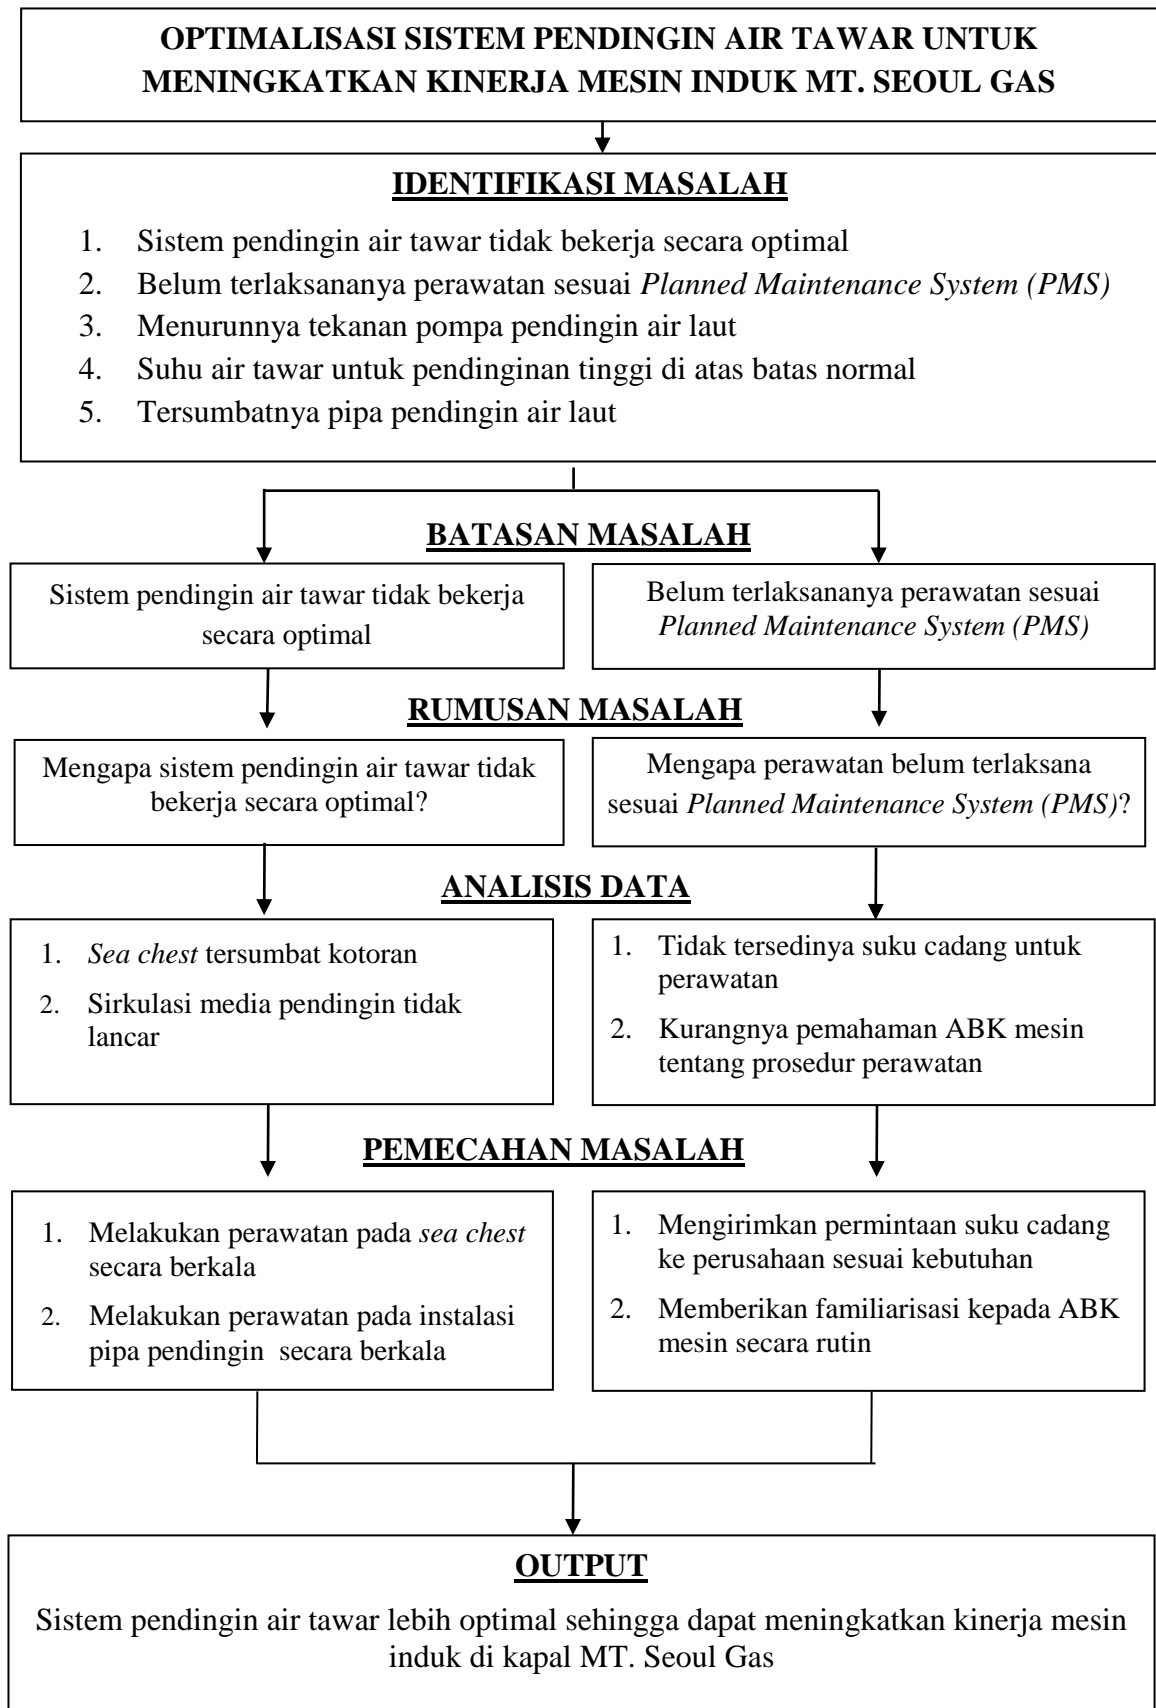 OPTIMALISASI SISTEM PENDINGIN AIR TAWAR UNTUK
MENINGKATKAN KINERJA MESIN INDUK MT. SEOUL GAS
IDENTIFIKASI MASALAH
1. Sistem pendingin air tawar tidak bekerja secara optimal
2. Belum terlaksananya perawatan sesuai Planned Maintenance System (PMS)
3. Menurunnya tekanan pompa pendingin air laut
4. Suhu air tawar untuk pendinginan tinggi di atas batas normal
5. Tersumbatnya pipa pendingin air laut
BATASAN MASALAH
Sistem pendingin air tawar tidak bekerja
secara optimal
Belum terlaksananya perawatan sesuai
Planned Maintenance System (PMS)
RUMUSAN MASALAH
Mengapa sistem pendingin air tawar tidak
bekerja secara optimal?
Mengapa perawatan belum terlaksana
sesuai Planned Maintenance System (PMS)?
ANALISIS DATA
1. Sea chest tersumbat kotoran
2. Sirkulasi media pendingin tidak
lancar
1. Tidak tersedinya suku cadang untuk
perawatan
2. Kurangnya pemahaman ABK mesin
tentang prosedur perawatan
PEMECAHAN MASALAH
1. Melakukan perawatan pada sea chest
secara berkala
2. Melakukan perawatan pada instalasi
pipa pendingin secara berkala
1. Mengirimkan permintaan suku cadang
ke perusahaan sesuai kebutuhan
2. Memberikan familiarisasi kepada ABK
mesin secara rutin
OUTPUT
Sistem pendingin air tawar lebih optimal sehingga dapat meningkatkan kinerja mesin
induk di kapal MT. Seoul Gas